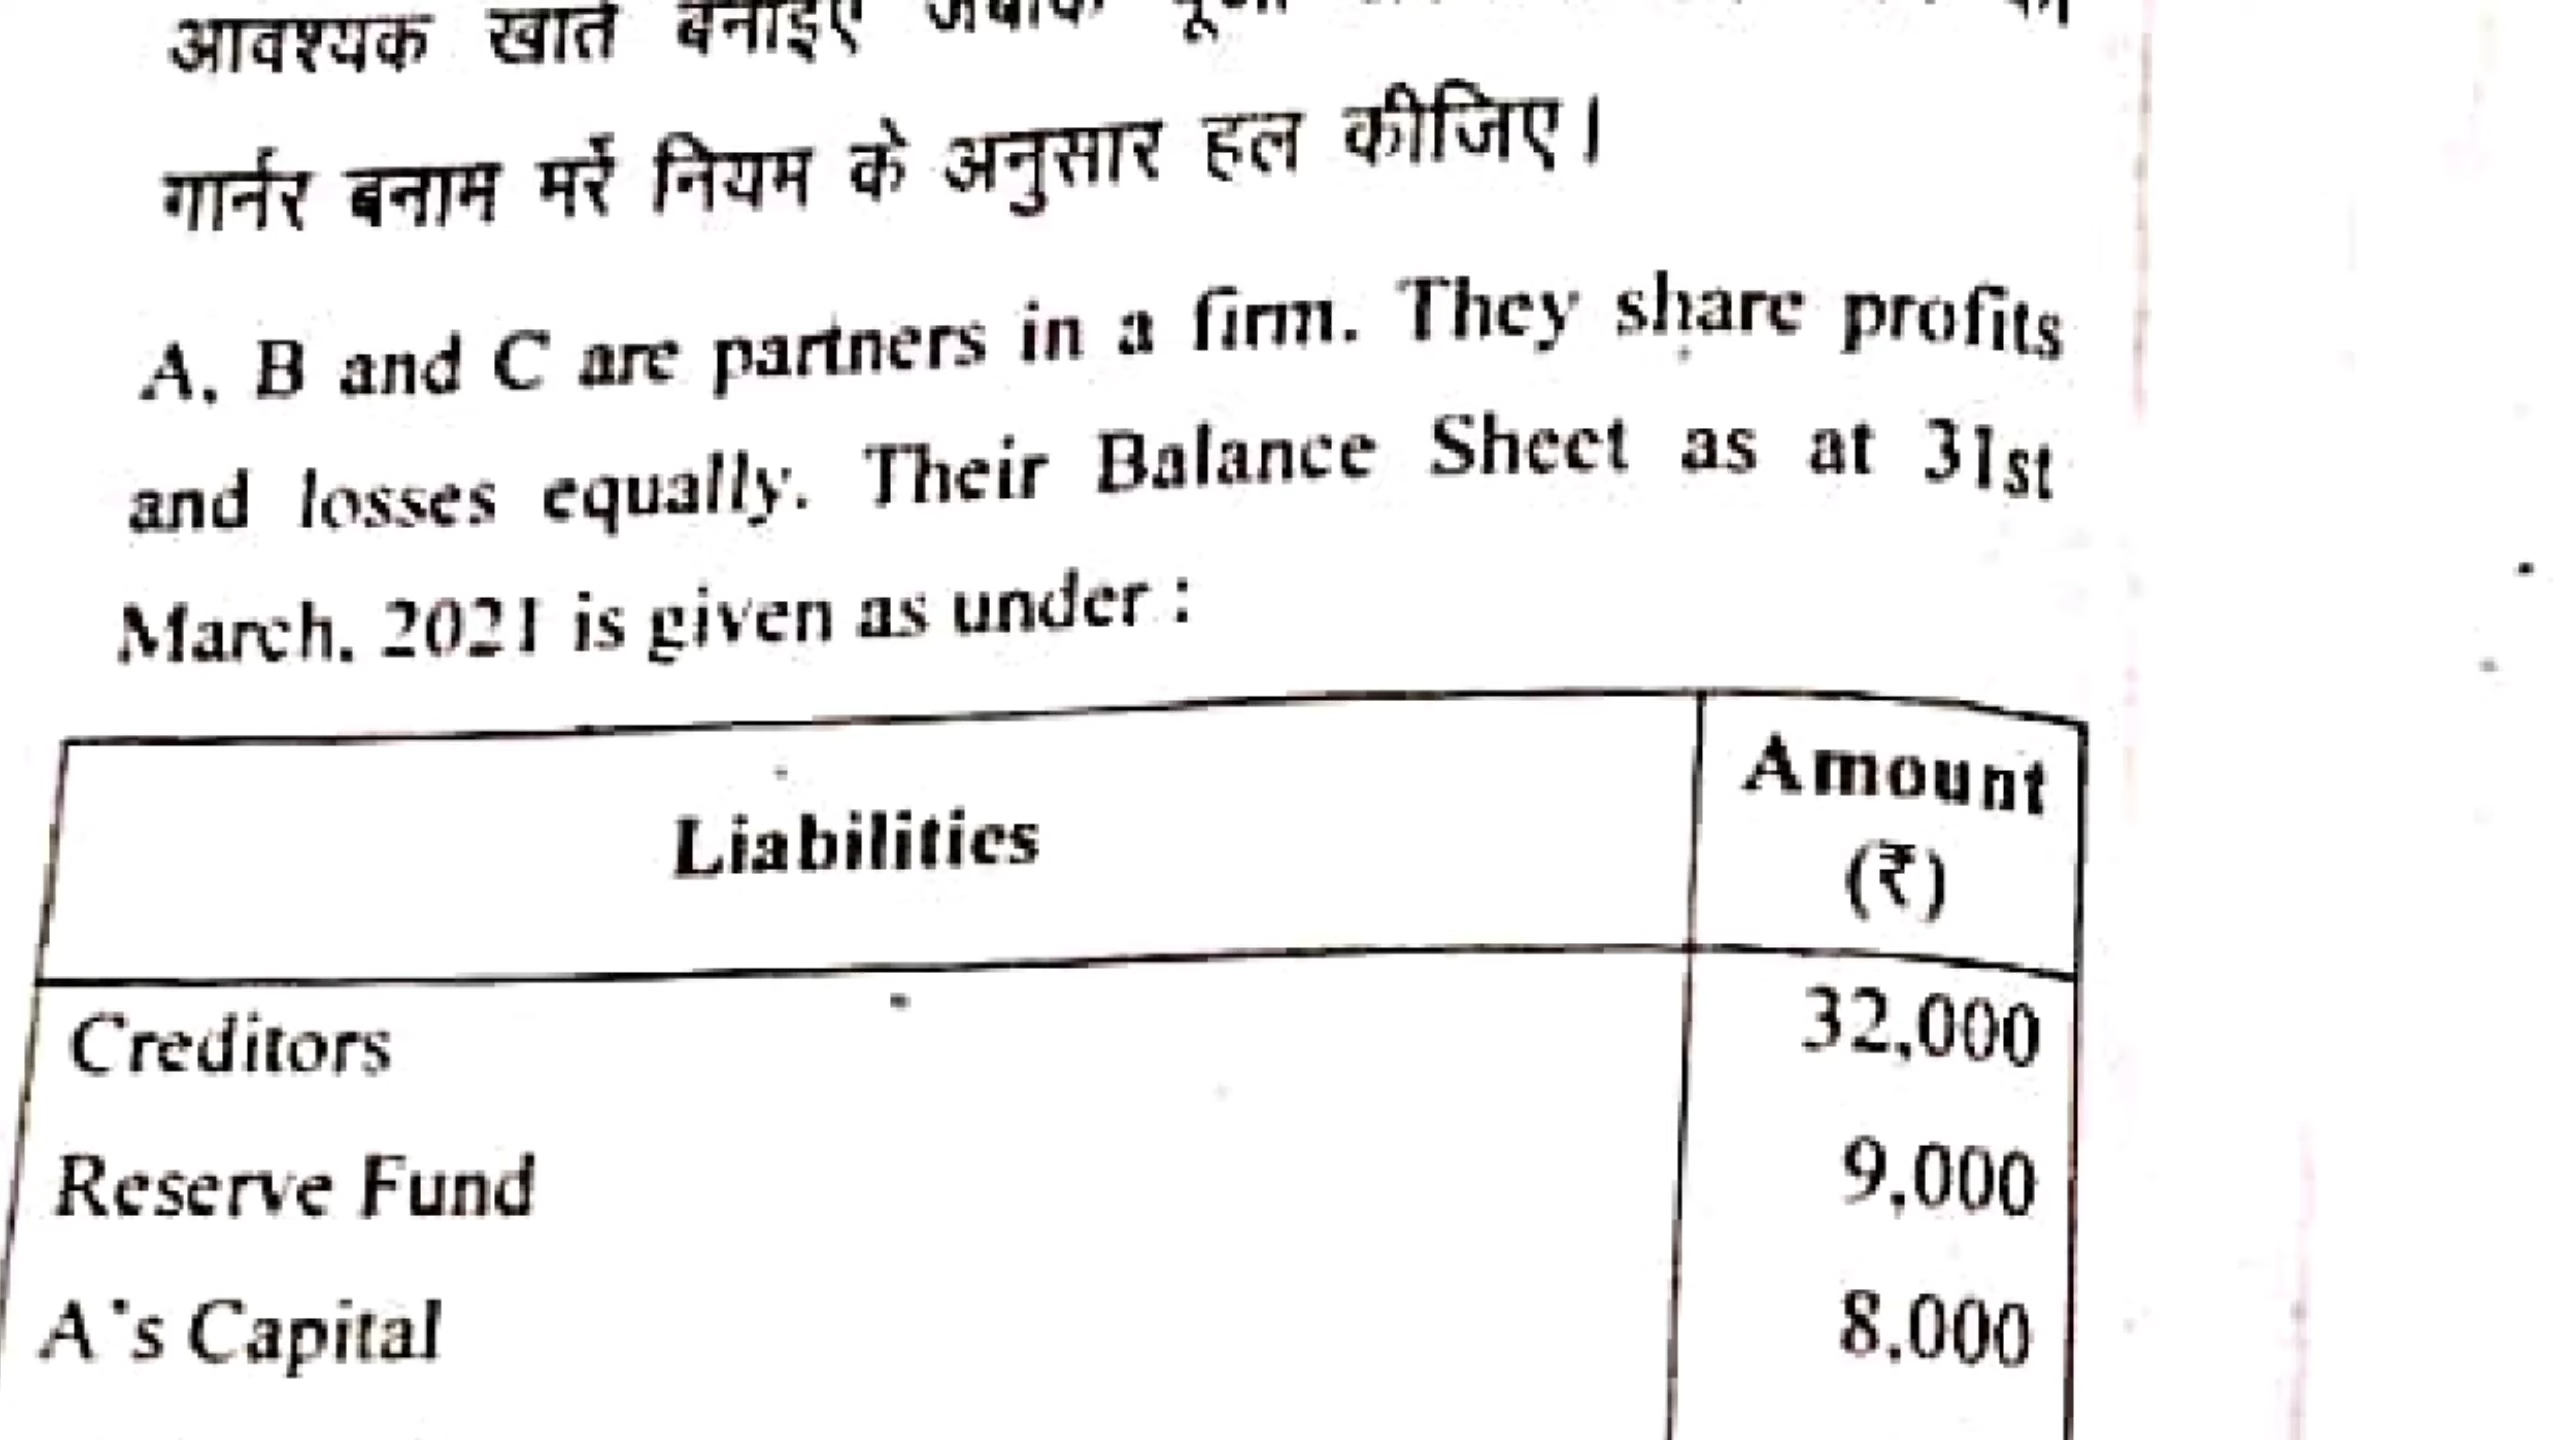 आवश्यक खाते बनाइए
गार्नर बनाम मर्रे नियम के अनुसार हल कीजिए।
A, B and C are partners in a firm. They share profits
and losses equally. Their Balance Sheet as at 31st
March, 2021 is given as under :
Liabilities
Amount
(₹)
Creditors 32,000
Reserve Fund 9,000
A's Capital 8,000